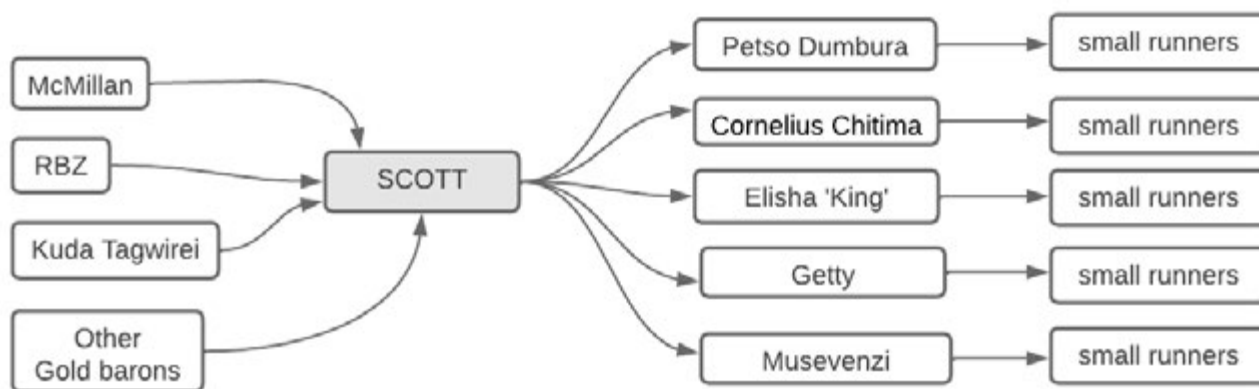 McMillan
RBZ
Kuda Tagwirei
Other
Gold barons
SCOTT
Petso Dumbura
small runners
Cornelius Chitima
small runners
Elisha 'King'
small runners
Getty
small runners
Musevenzi
small runners